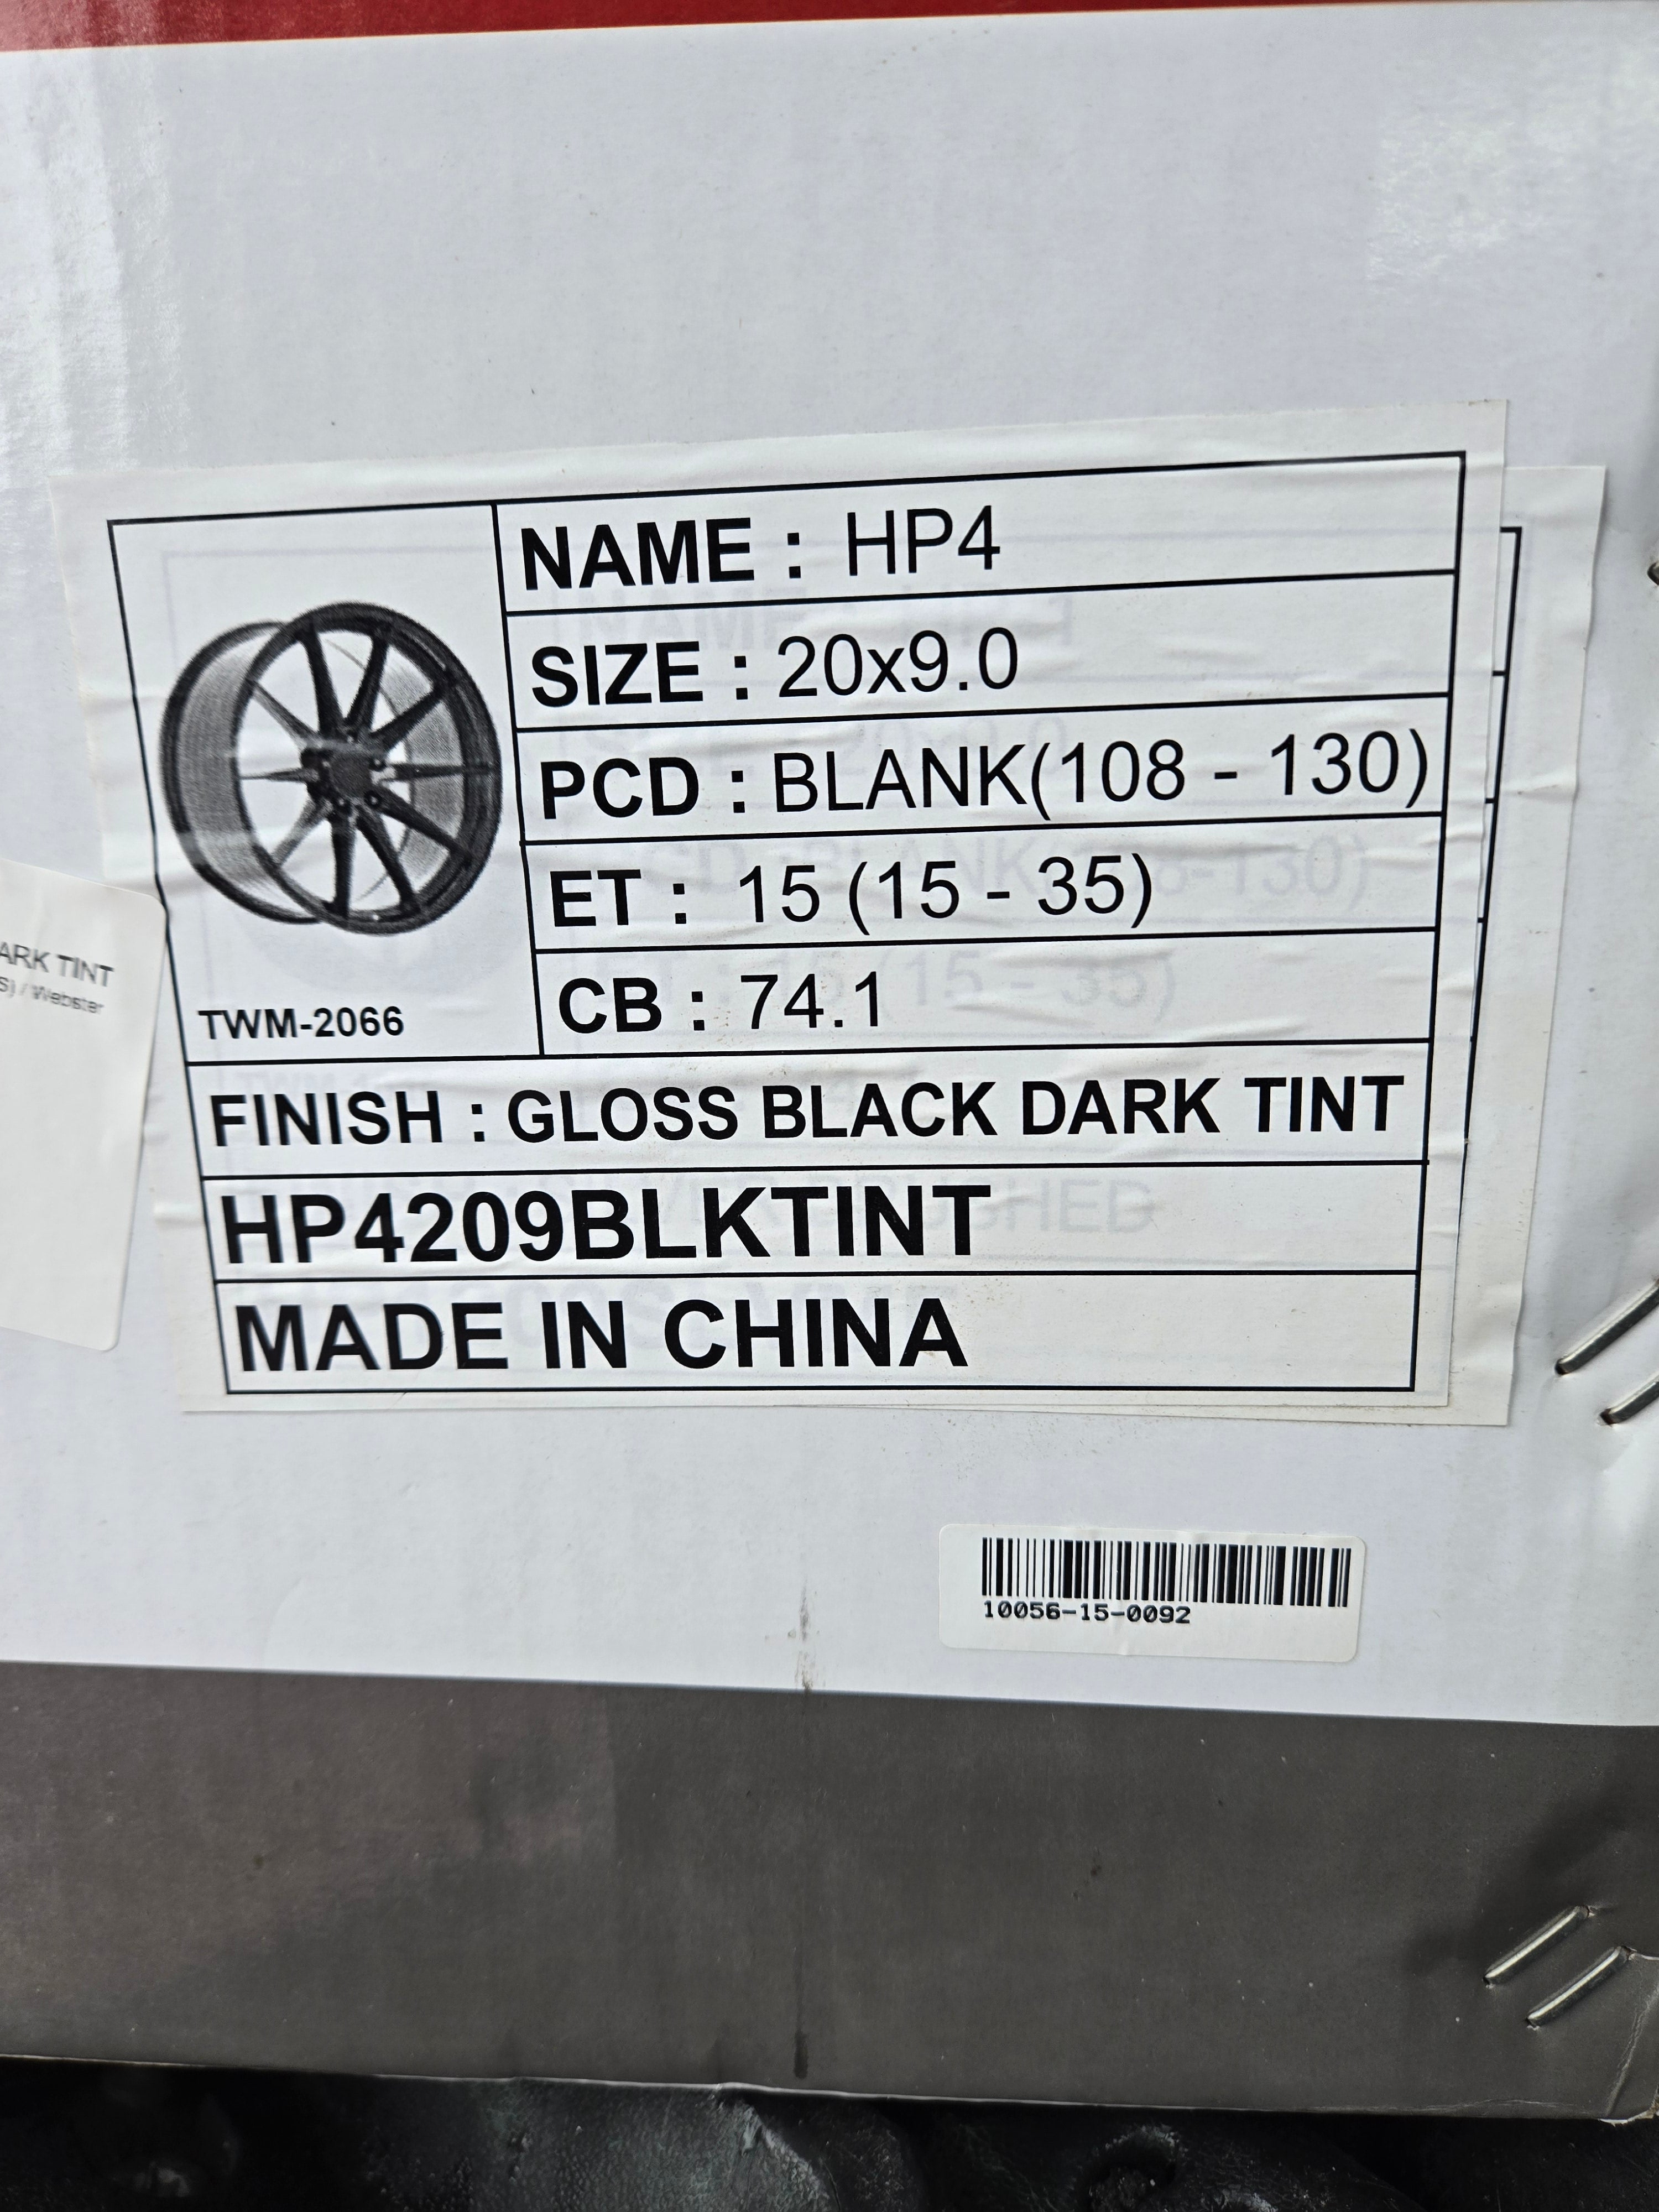 NAME : HP4
SIZE : 20x9.0
PCD : BLANK(108 - 130)
ET : 15 (15 - 35)
CB : 74.1
TWM-2066
FINISH : GLOSS BLACK DARK TINT
HP4209BLKTINT
MADE IN CHINA
ARK TINT
S) / Webster
10056-15-0092